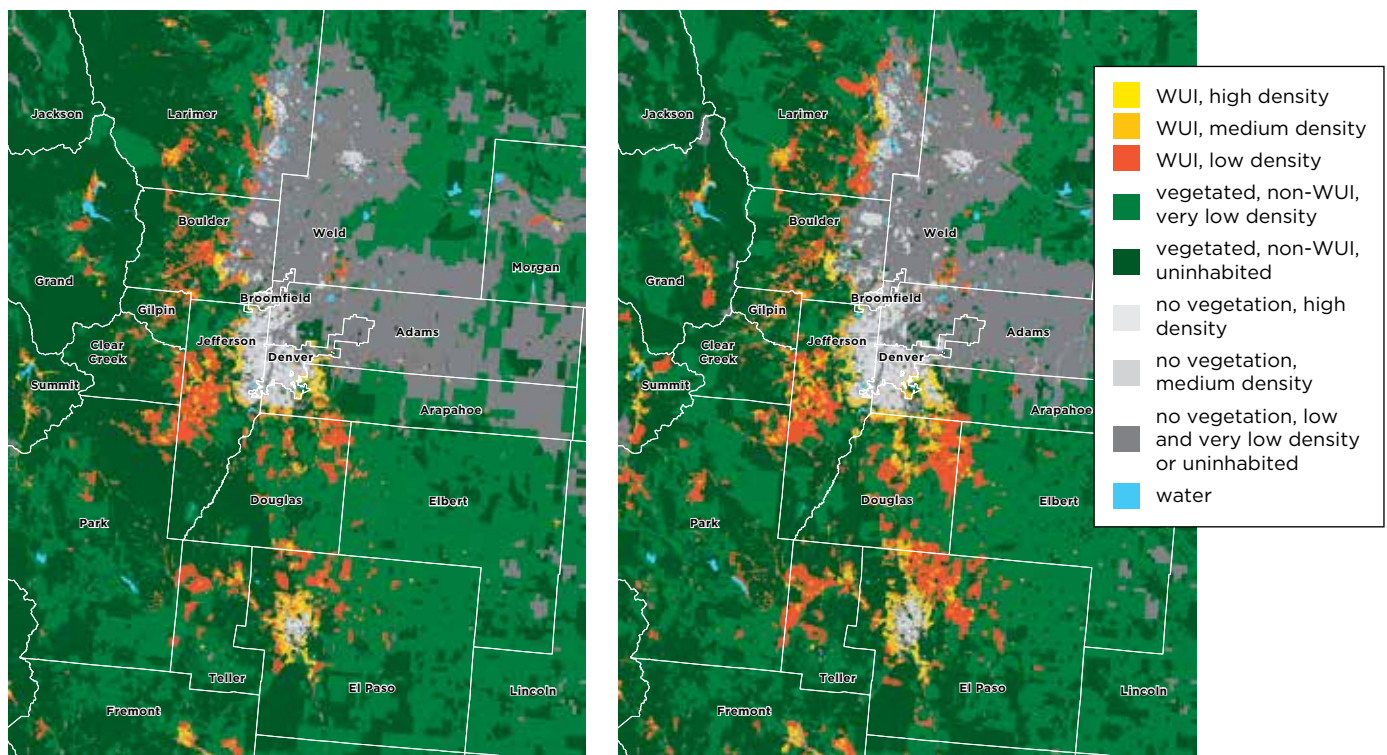 Jackson
Larimer
Boulder
Weld
Grand
Morgan
Broomfield
Gilpin
Jefferson
Adams
Clear
Creek
Denver
Summit
Arapahoe
Douglas
Elbert
Park
Teller
El Paso
Lincoln
Fremont
Jackson
Larimer
Boulder
Weld
Grand
Broomfield
Gilpin
Jefferson
Adams
Clear
Creek
Denver
Summit
Arapahoe
Douglas
Elbert
Park
Teller
El Paso
Lincoln
Fremont
WUI, high density
WUI, medium density
WUI, low density
vegetated, non-WUI,
very low density
vegetated, non-WUI,
uninhabited
no vegetation, high
density
no vegetation,
medium density
no vegetation, low
and very low density
or uninhabited
water